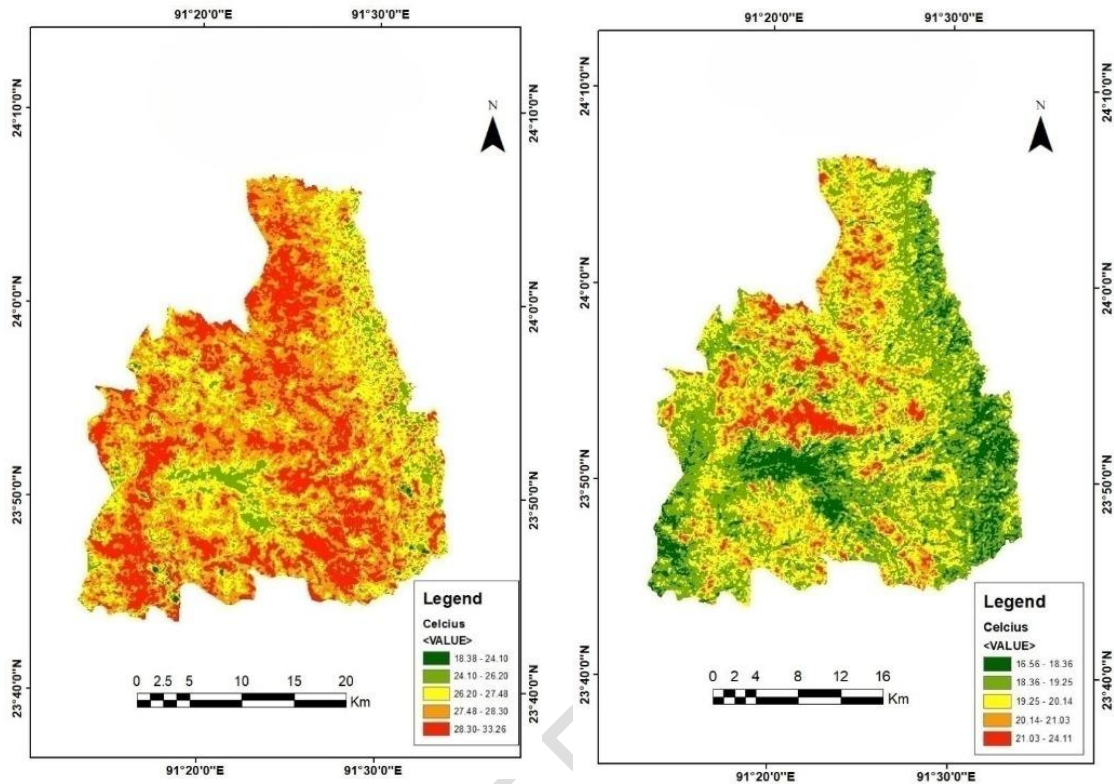 91°20'0"E 91°30'0"E
24°10'0"N 24°10'0"N
N
24°0'0"N 24°0'0"N
23°50'0"N 23°50'0"N
Legend
Celcius
<VALUE>
18.38 - 24.10
24.10 - 26.20
26.20 - 27.48
27.48 - 28.30
28.30- 33.26
0 2.5 5 10 15 20
Km
23°40'0"N 23°40'0"N
91°20'0"E 91°30'0"E
91°20'0"E 91°30'0"E
24°10'0"N 24°10'0"N
N
24°0'0"N 24°0'0"N
23°50'0"N 23°50'0"N
Legend
Celcius
<VALUE>
16.56 - 18.36
18.36 - 19.25
19.25 - 20.14
20.14- 21.03
21.03 - 24.11
0 2 4 8 12 16
Km
23°40'0"N 23°40'0"N
91°20'0"E 91°30'0"E